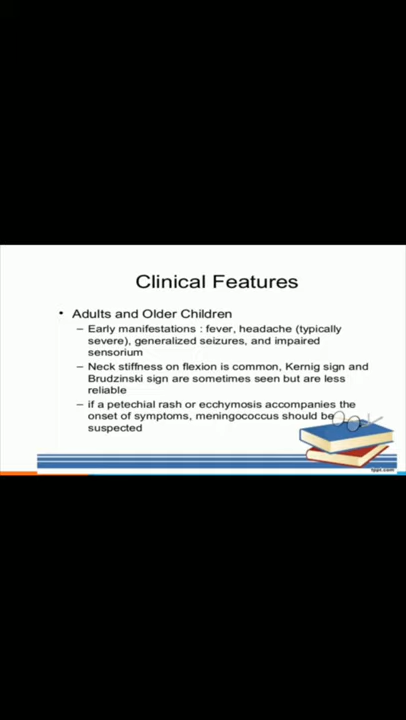 Clinical Features
• Adults and Older Children
– Early manifestations : fever, headache (typically
severe), generalized seizures, and impaired
sensorium
– Neck stiffness on flexion is common, Kernig sign and
Brudzinski sign are sometimes seen but are less
reliable
– if a petechial rash or ecchymosis accompanies the
onset of symptoms, meningococcus should be
suspected
fppt.com